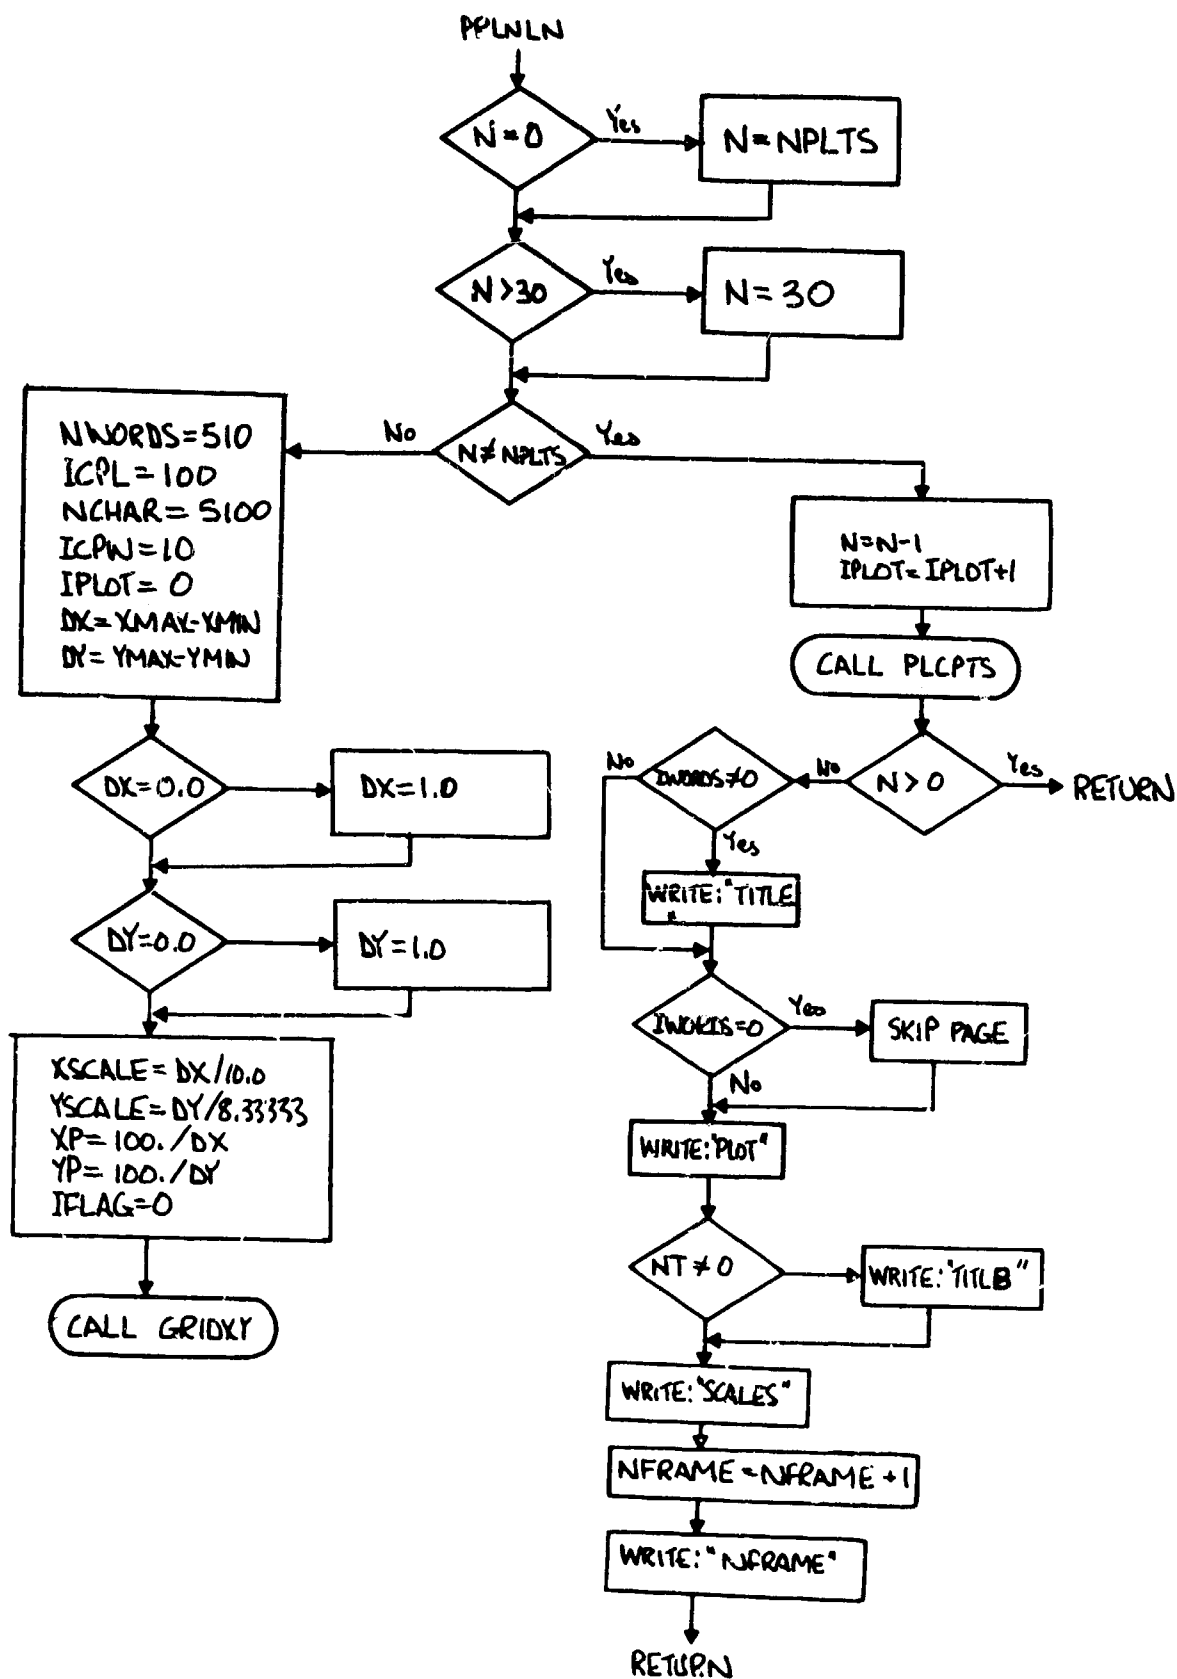 PPLNLN
N=0
Yes
N=NPLTS
N>30
Yes
N=30
N≠NPLTS
No
Yes
NWORDS=510
ICPL=100
NCHAR=5100
ICPW=10
IPLOT=0
DX=XMAX-XMIN
DY=YMAX-YMIN
DX=0.0
DX=1.0
DY=0.0
DY=1.0
XSCALE=DX/10.0
YSCALE=DY/8.33333
XP=100./DX
YP=100./DY
IFLAG=0
CALL GRIDXY
N=N-1
IPLOT=IPLOT+1
CALL PLCPTS
N>0
Yes
RETURN
No
IWORDS≠0
No
Yes
WRITE:"TITLE
"
=0
Yes
SKIP PAGE
No
WRITE:"PLOT"
NT≠0
WRITE:"TITLB"
WRITE:"SCALES"
NFRAME=NFRAME+1
WRITE:"NFRAME"
RETURN